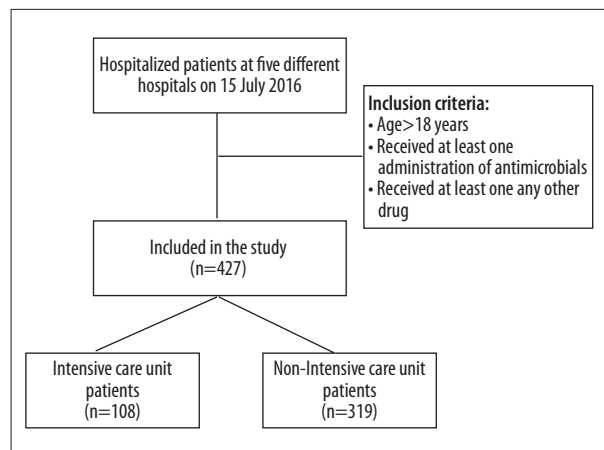 Hospitalized patients at five different
hospitals on 15 July 2016
Inclusion criteria:
• Age>18 years
• Received at least one
administration of antimicrobials
• Received at least one any other
drug
Included in the study
(n=427)
Intensive care unit
patients
(n=108)
Non-Intensive care unit
patients
(n=319)